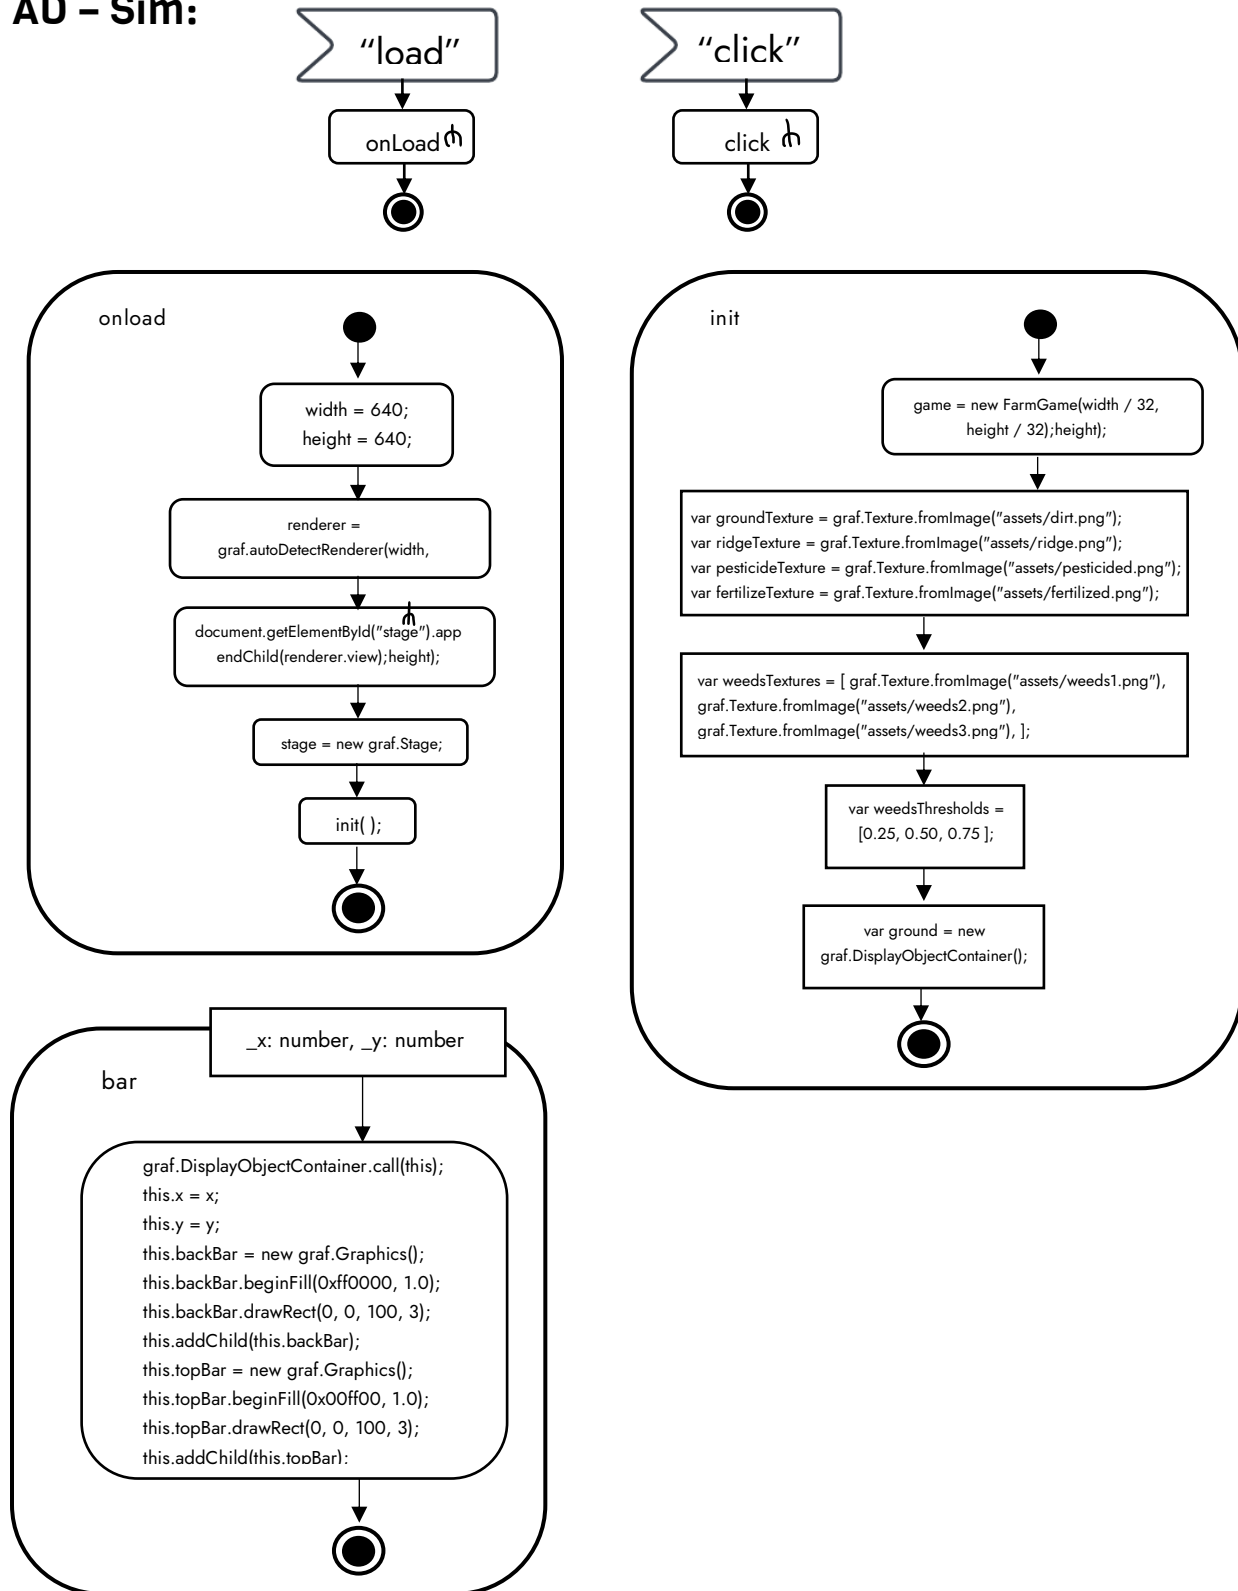 AD – Sim:
“load”
“click”
onLoad
click
onload
width = 640;
height = 640;
renderer =
graf.autoDetectRenderer(width,
document.getElementById("stage").app
endChild(renderer.view);height);
stage = new graf.Stage;
init( );
init
game = new FarmGame(width / 32,
height / 32);height);
var groundTexture = graf.Texture.fromImage("assets/dirt.png");
var ridgeTexture = graf.Texture.fromImage("assets/ridge.png");
var pesticideTexture = graf.Texture.fromImage("assets/pesticided.png");
var fertilizeTexture = graf.Texture.fromImage("assets/fertilized.png");
var weedsTextures = [ graf.Texture.fromImage("assets/weeds1.png"),
graf.Texture.fromImage("assets/weeds2.png"),
graf.Texture.fromImage("assets/weeds3.png"), ];
var weedsThresholds =
[0.25, 0.50, 0.75 ];
var ground = new
graf.DisplayObjectContainer();
_x: number, _y: number
bar
graf.DisplayObjectContainer.call(this);
this.x = x;
this.y = y;
this.backBar = new graf.Graphics();
this.backBar.beginFill(0xff0000, 1.0);
this.backBar.drawRect(0, 0, 100, 3);
this.addChild(this.backBar);
this.topBar = new graf.Graphics();
this.topBar.beginFill(0x00ff00, 1.0);
this.topBar.drawRect(0, 0, 100, 3);
this.addChild(this.topBar);